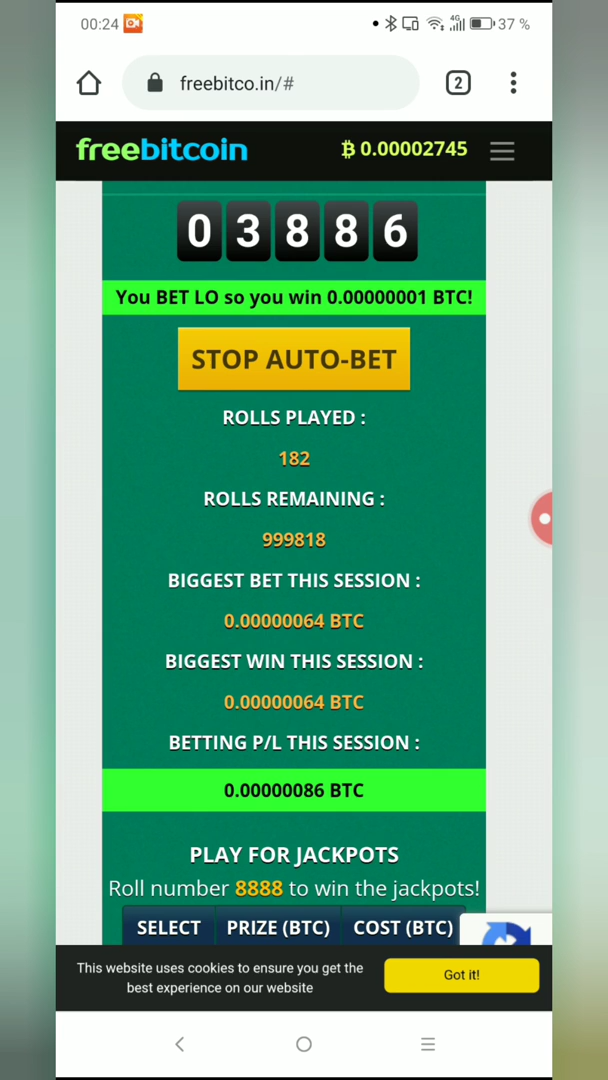 00:24 4G 37 %
freebitco.in/# 2
freebitcoin ₿ 0.00002745
0 3 8 8 6
You BET LO so you win 0.00000001 BTC!
STOP AUTO-BET
ROLLS PLAYED :
182
ROLLS REMAINING :
999818
BIGGEST BET THIS SESSION :
0.00000064 BTC
BIGGEST WIN THIS SESSION :
0.00000064 BTC
BETTING P/L THIS SESSION :
0.00000086 BTC
PLAY FOR JACKPOTS
Roll number 8888 to win the jackpots!
SELECT PRIZE (BTC) COST (BTC)
This website uses cookies to ensure you get the
best experience on our website
Got it!